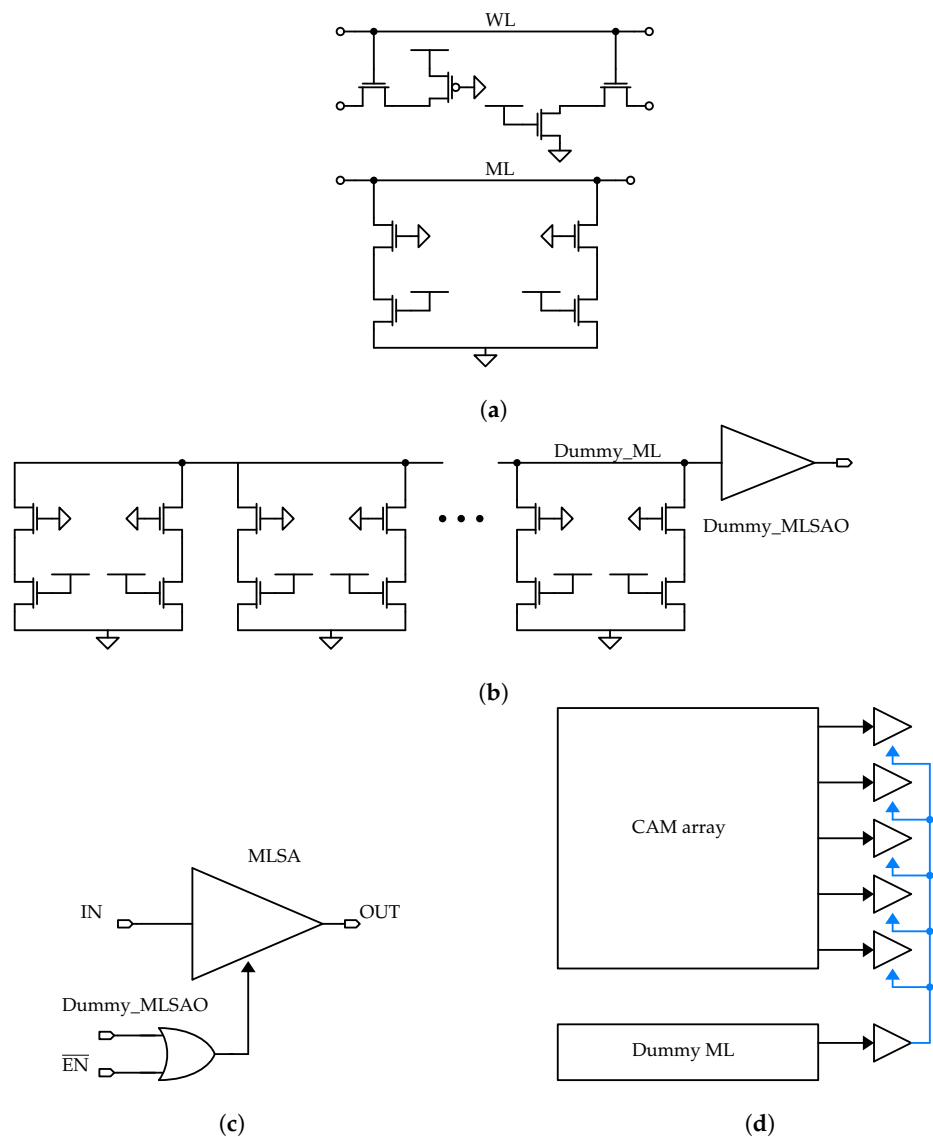 WL
ML
(a)
Dummy_ML
Dummy_MLSAO
(b)
MLSA
IN
OUT
Dummy_MLSAO
EN
(c)
CAM array
Dummy ML
(d)